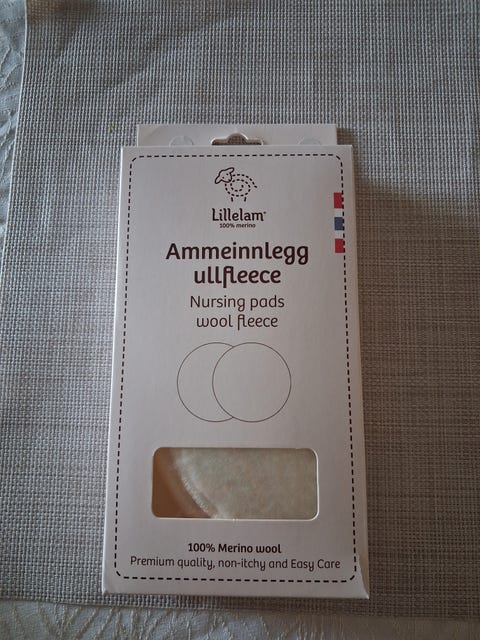 Lillelam
100% merino
Ammeinnlegg
ullfleece
Nursing pads
wool fleece
100% Merino wool
Premium quality, non-itchy and Easy Care